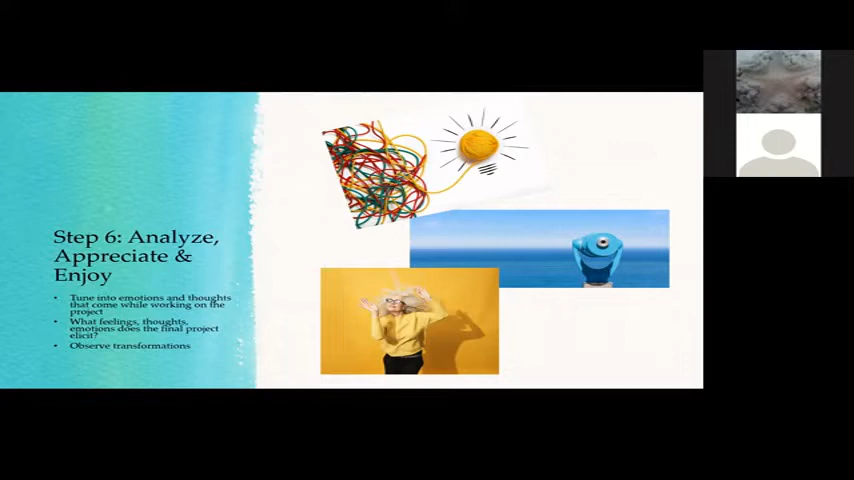 Step 6: Analyze,
Appreciate &
Enjoy
• Tune into emotions and thoughts
that come while working on the
project
• What feelings, thoughts,
emotions does the final project
elicit?
• Observe transformations